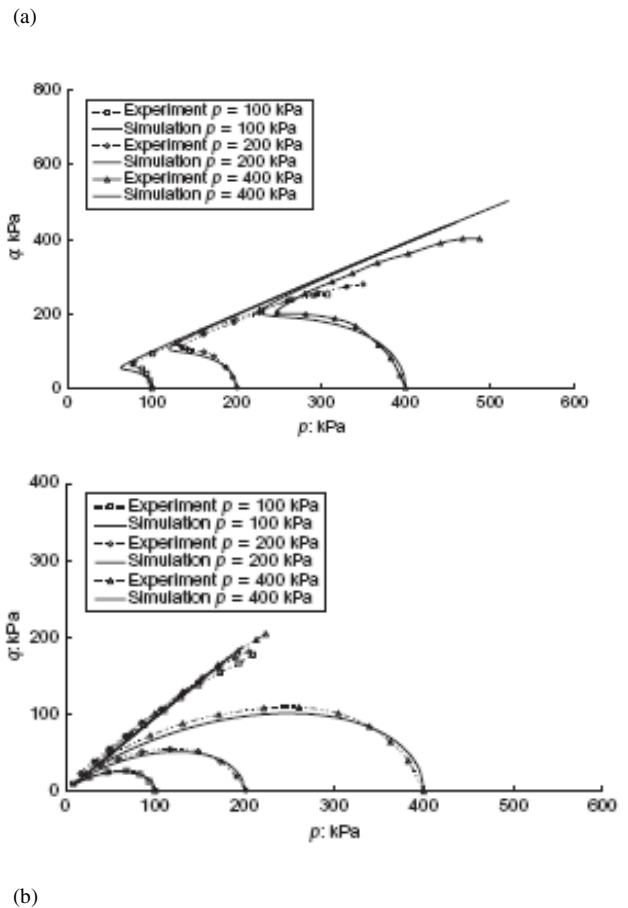 (a)
800
600
400
200
0
q: kPa
Experiment p = 100 kPa
Simulation p = 100 kPa
Experiment p = 200 kPa
Simulation p = 200 kPa
Experiment p = 400 kPa
Simulation p = 400 kPa
0 100 200 300 400 500 600
p: kPa
400
300
200
100
0
q: kPa
Experiment p = 100 kPa
Simulation p = 100 kPa
Experiment p = 200 kPa
Simulation p = 200 kPa
Experiment p = 400 kPa
Simulation p = 400 kPa
0 100 200 300 400 500 600
p: kPa
(b)